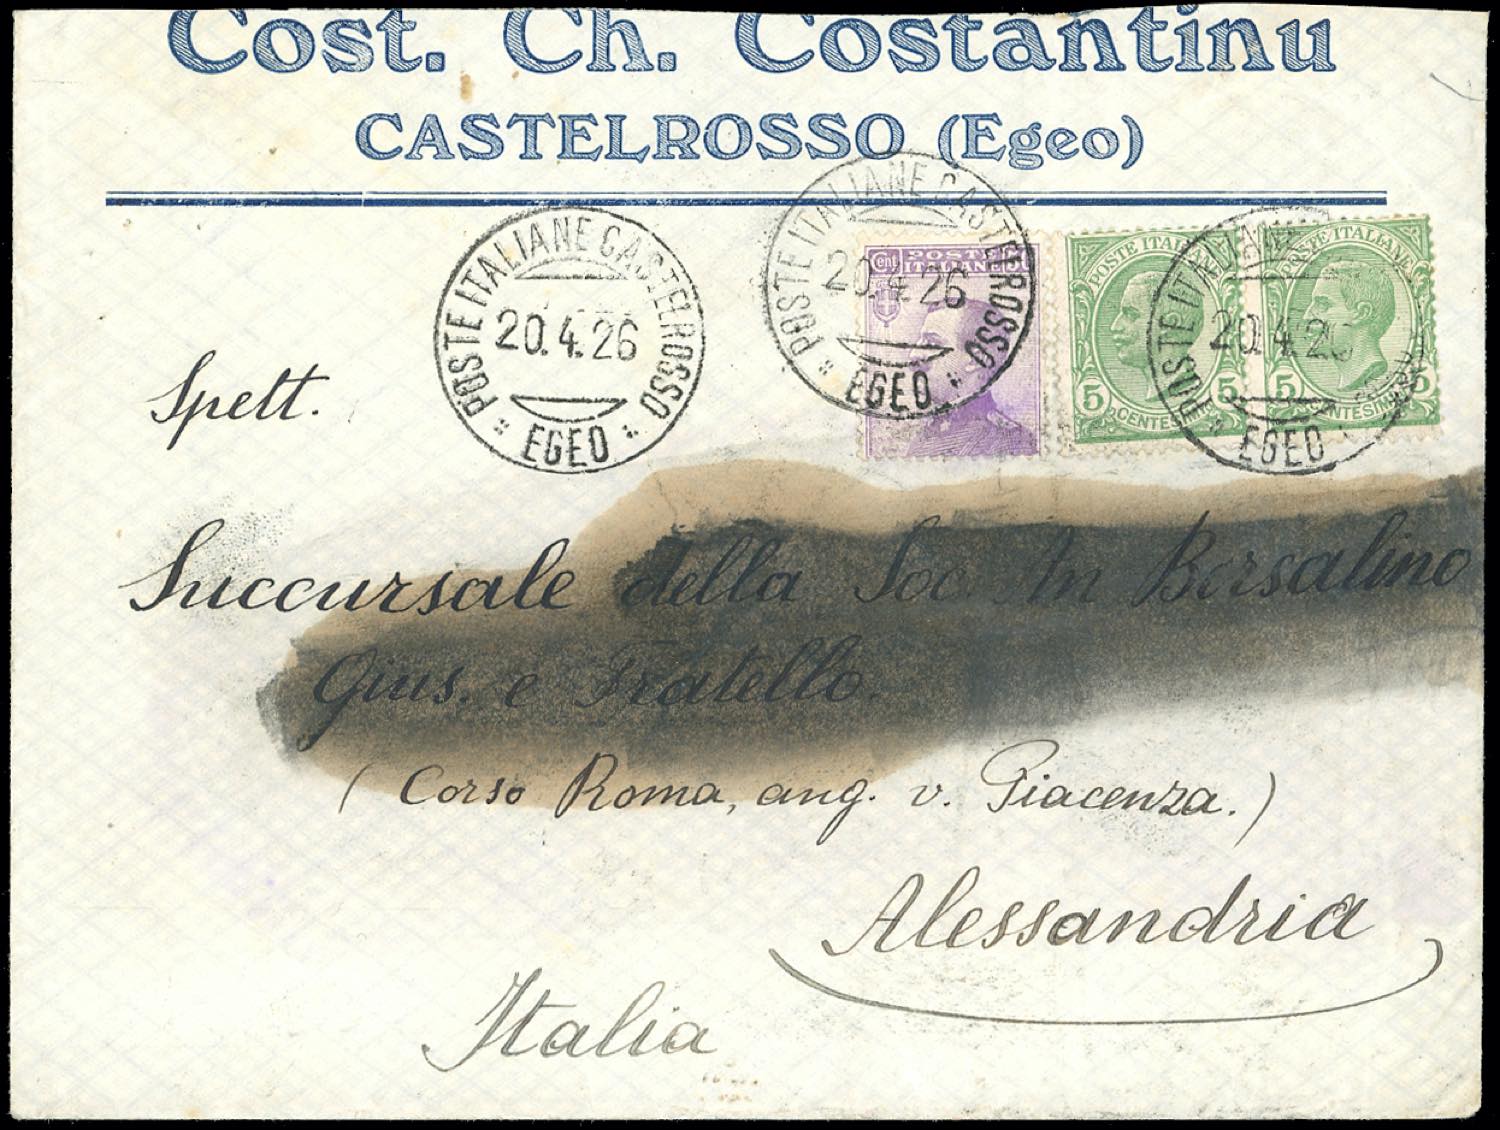 Cost. Ch. Costantinu
CASTELROSSO (Egeo)
POSTE ITALIANE CASTELROSSO
20.4.26
EGEO
POSTE ITALIANE CASTELROSSO
20.4.26
EGEO
Cent POSTE ITALIANE
POSTE ITALIANE
5 5
CENTESIMI
POSTE ITALIANE
5 5
CENTESIMI
POSTE ITALIANE
20.4.26
EGEO
Spett.
Succursale della Soc. An Borsalino
Gius. e Fratello.
(Corso Roma, ang. v. Piacenza.)
Alessandria
Italia